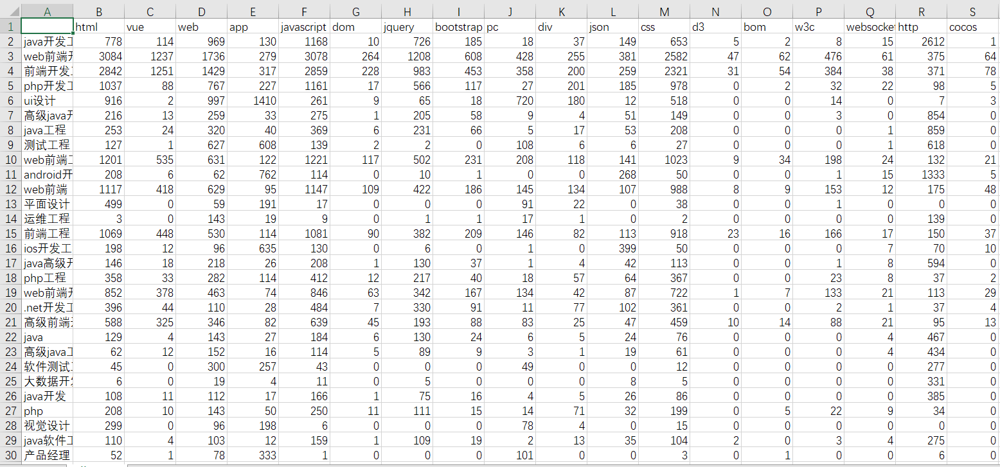 A B C D E F G H I J K L M N O P Q R S
1 html vue web app javascript dom jquery bootstrap pc div json css d3 bom w3c websocket http cocos
2 java开发工 778 114 969 130 1168 10 726 185 18 37 149 653 5 2 8 15 2612 1
3 web前端开 3084 1237 1736 279 3078 264 1208 608 428 255 381 2582 47 62 476 61 375 64
4 前端开发工 2842 1251 1429 317 2859 228 983 453 358 200 259 2321 31 54 384 38 371 78
5 php开发工 1037 88 767 227 1161 17 566 117 27 201 185 978 0 2 32 22 98 5
6 ui设计 916 2 997 1410 261 9 65 18 720 180 12 518 0 0 14 0 7 3
7 高级java开 216 13 259 33 275 1 205 58 9 4 51 149 0 0 3 0 854 0
8 java工程 253 24 320 40 369 6 231 66 5 17 53 208 0 0 0 1 859 0
9 测试工程 127 1 627 608 139 2 2 0 108 6 6 27 0 0 0 1 618 0
10 web前端工 1201 535 631 122 1221 117 502 231 208 118 141 1023 9 34 198 24 132 21
11 android开 208 6 62 762 114 0 10 1 0 0 268 50 0 0 1 15 1333 5
12 web前端 1117 418 629 95 1147 109 422 186 145 134 107 988 8 9 153 12 175 48
13 平面设计 499 0 59 191 17 0 0 0 91 22 0 38 0 0 1 0 0 0
14 运维工程 3 0 143 19 9 0 1 1 17 1 0 2 0 0 0 0 139 0
15 前端工程 1069 448 530 114 1081 90 382 209 146 82 113 918 23 16 166 17 150 37
16 ios开发工 198 12 96 635 130 0 6 0 1 0 399 50 0 0 0 7 70 10
17 java高级开 146 18 218 26 208 1 130 37 1 4 42 113 0 0 1 8 594 0
18 php工程 358 33 282 114 412 12 217 40 18 57 64 367 0 0 23 8 37 2
19 web前端开 852 378 463 74 846 63 342 167 134 42 87 722 1 7 133 21 113 29
20 .net开发工 396 44 110 28 484 7 330 91 11 77 102 361 0 0 2 1 37 4
21 高级前端开 588 325 346 82 639 45 193 88 83 25 47 459 10 14 88 21 95 13
22 java 129 4 143 27 184 6 130 24 6 5 24 76 0 0 0 4 467 0
23 高级java工 62 12 152 16 114 5 89 9 3 1 19 61 0 0 0 4 434 0
24 软件测试工 45 0 300 257 43 0 0 0 49 0 0 12 0 0 0 0 277 0
25 大数据开发 6 0 19 4 11 0 5 0 0 0 8 5 0 0 0 0 331 0
26 java开发 108 11 112 17 166 1 75 16 4 5 26 86 0 0 0 0 385 0
27 php 208 10 143 50 250 11 111 15 14 71 32 199 0 5 22 9 34 0
28 视觉设计 299 0 96 198 6 0 0 0 78 4 0 15 0 0 0 0 0 0
29 java软件工 110 4 103 12 159 1 109 19 2 13 35 104 2 0 3 4 275 0
30 产品经理 52 1 78 333 1 0 0 0 101 0 0 3 0 1 0 0 6 0